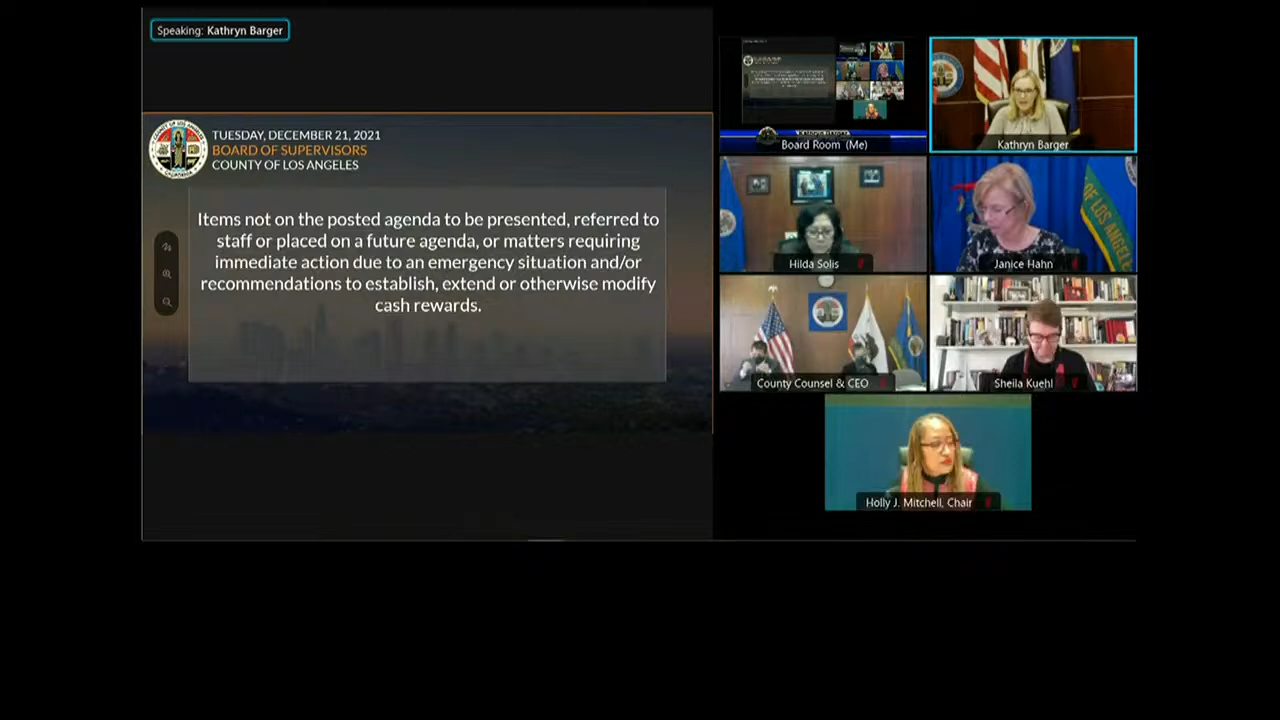 Speaking: Kathryn Barger
TUESDAY, DECEMBER 21, 2021
BOARD OF SUPERVISORS
COUNTY OF LOS ANGELES
Items not on the posted agenda to be presented, referred to
staff or placed on a future agenda, or matters requiring
immediate action due to an emergency situation and/or
recommendations to establish, extend or otherwise modify
cash rewards.
Board Room (Me)
Kathryn Barger
Hilda Solis
Janice Hahn
OF LOS ANGELES
County Counsel & CEO
Sheila Kuehl
Holly J. Mitchell, Chair